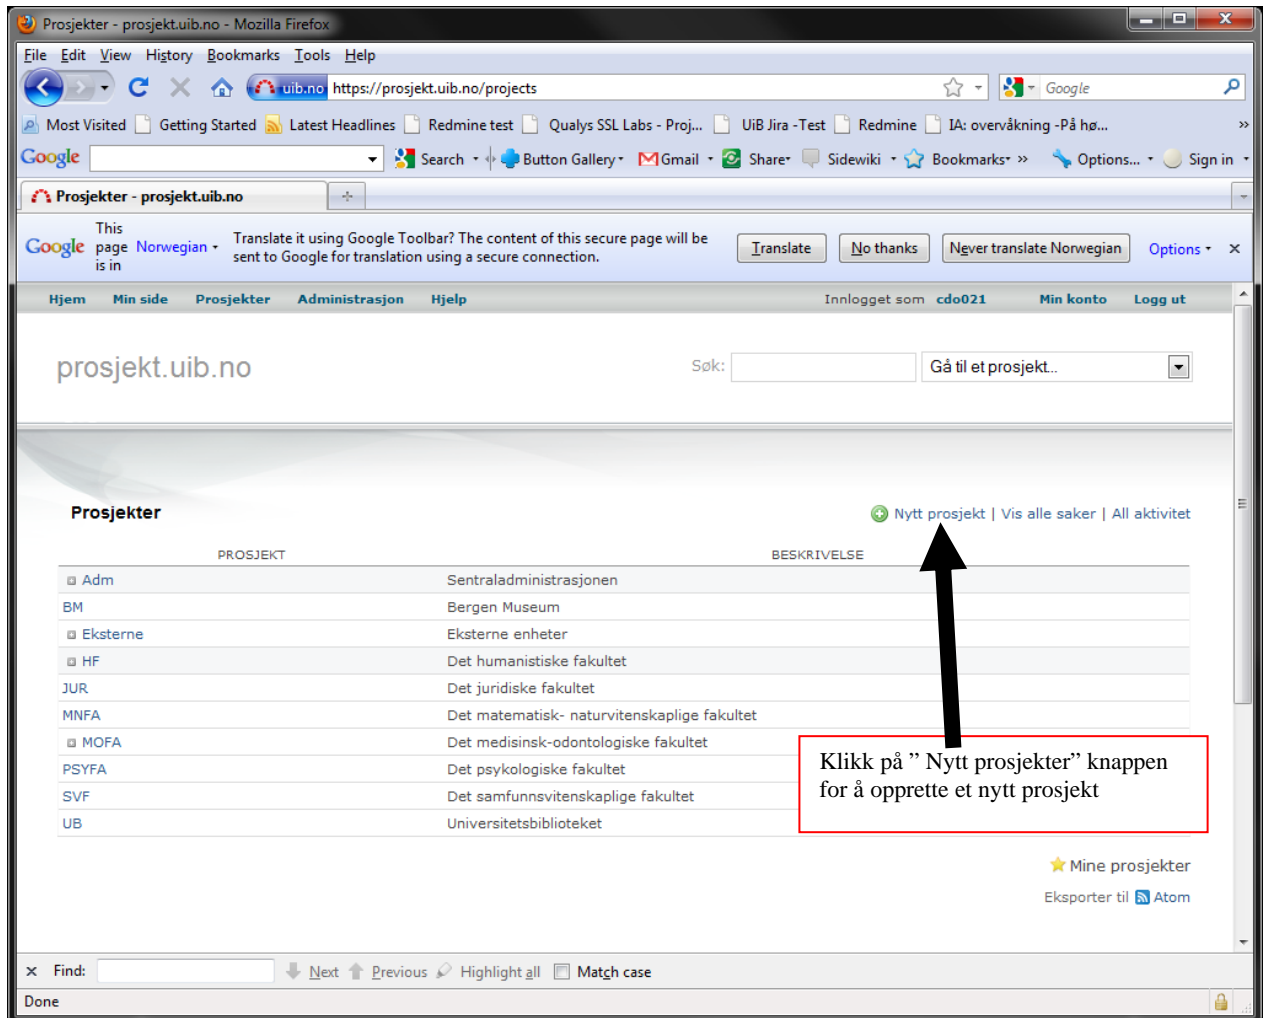 Prosjekter - prosjekt.uib.no - Mozilla Firefox
File Edit View History Bookmarks Tools Help
uib.no https://prosjekt.uib.no/projects Google
Most Visited Getting Started Latest Headlines Redmine test Qualys SSL Labs - Proj... UiB Jira -Test Redmine IA: overvåkning -På hø... »
Google Search Button Gallery Gmail Share Sidewiki Bookmarks » Options... Sign in
Prosjekter - prosjekt.uib.no
Google This page is in Norwegian Translate it using Google Toolbar? The content of this secure page will be sent to Google for translation using a secure connection. Translate No thanks Never translate Norwegian Options
Hjem Min side Prosjekter Administrasjon Hjelp Innlogget som cdo021 Min konto Logg ut
prosjekt.uib.no Søk: Gå til et prosjekt...
Prosjekter Nytt prosjekt | Vis alle saker | All aktivitet
PROSJEKT BESKRIVELSE
Adm Sentraladministrasjonen
BM Bergen Museum
Eksterne Eksterne enheter
HF Det humanistiske fakultet
JUR Det juridiske fakultet
MNFA Det matematisk- naturvitenskaplige fakultet
MOFA Det medisinsk-odontologiske fakultet
PSYFA Det psykologiske fakultet
SVF Det samfunnsvitenskaplige fakultet
UB Universitetsbiblioteket
Klikk på ” Nytt prosjekter” knappen
for å opprette et nytt prosjekt
Mine prosjekter
Eksporter til Atom
Find: Next Previous Highlight all Match case
Done